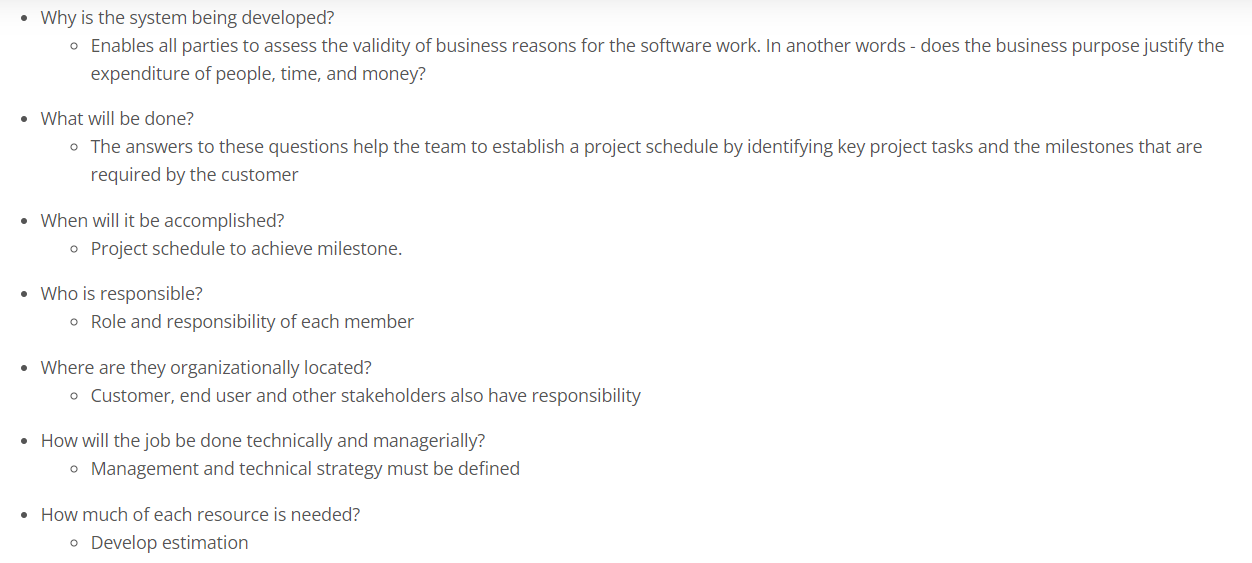 Why is the system being developed?
Enables all parties to assess the validity of business reasons for the software work. In another words - does the business purpose justify the
expenditure of people, time, and money?
What will be done?
The answers to these questions help the team to establish a project schedule by identifying key project tasks and the milestones that are
required by the customer
When will it be accomplished?
Project schedule to achieve milestone.
Who is responsible?
Role and responsibility of each member
Where are they organizationally located?
Customer, end user and other stakeholders also have responsibility
How will the job be done technically and managerially?
Management and technical strategy must be defined
How much of each resource is needed?
Develop estimation